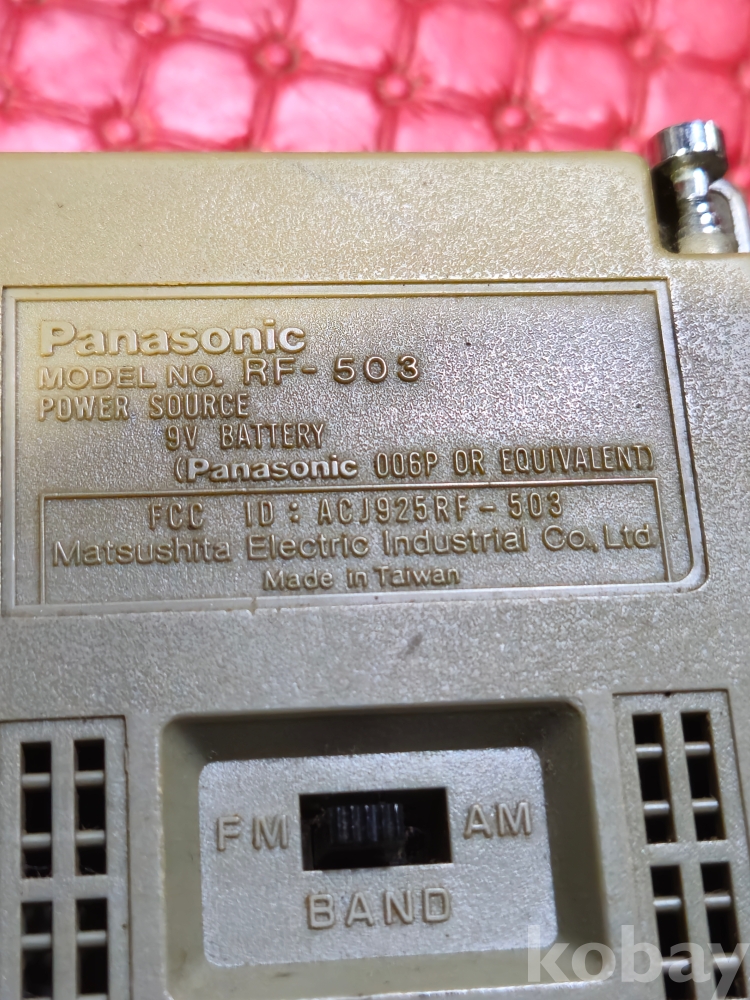 Panasonic
MODEL NO. RF-503
POWER SOURCE
9V BATTERY
(Panasonic 006P OR EQUIVALENT)
FCC ID: ACJ925RF-503
Matsushita Electric Industrial Co., Ltd.
Made in Taiwan
FM AM
BAND
kobay